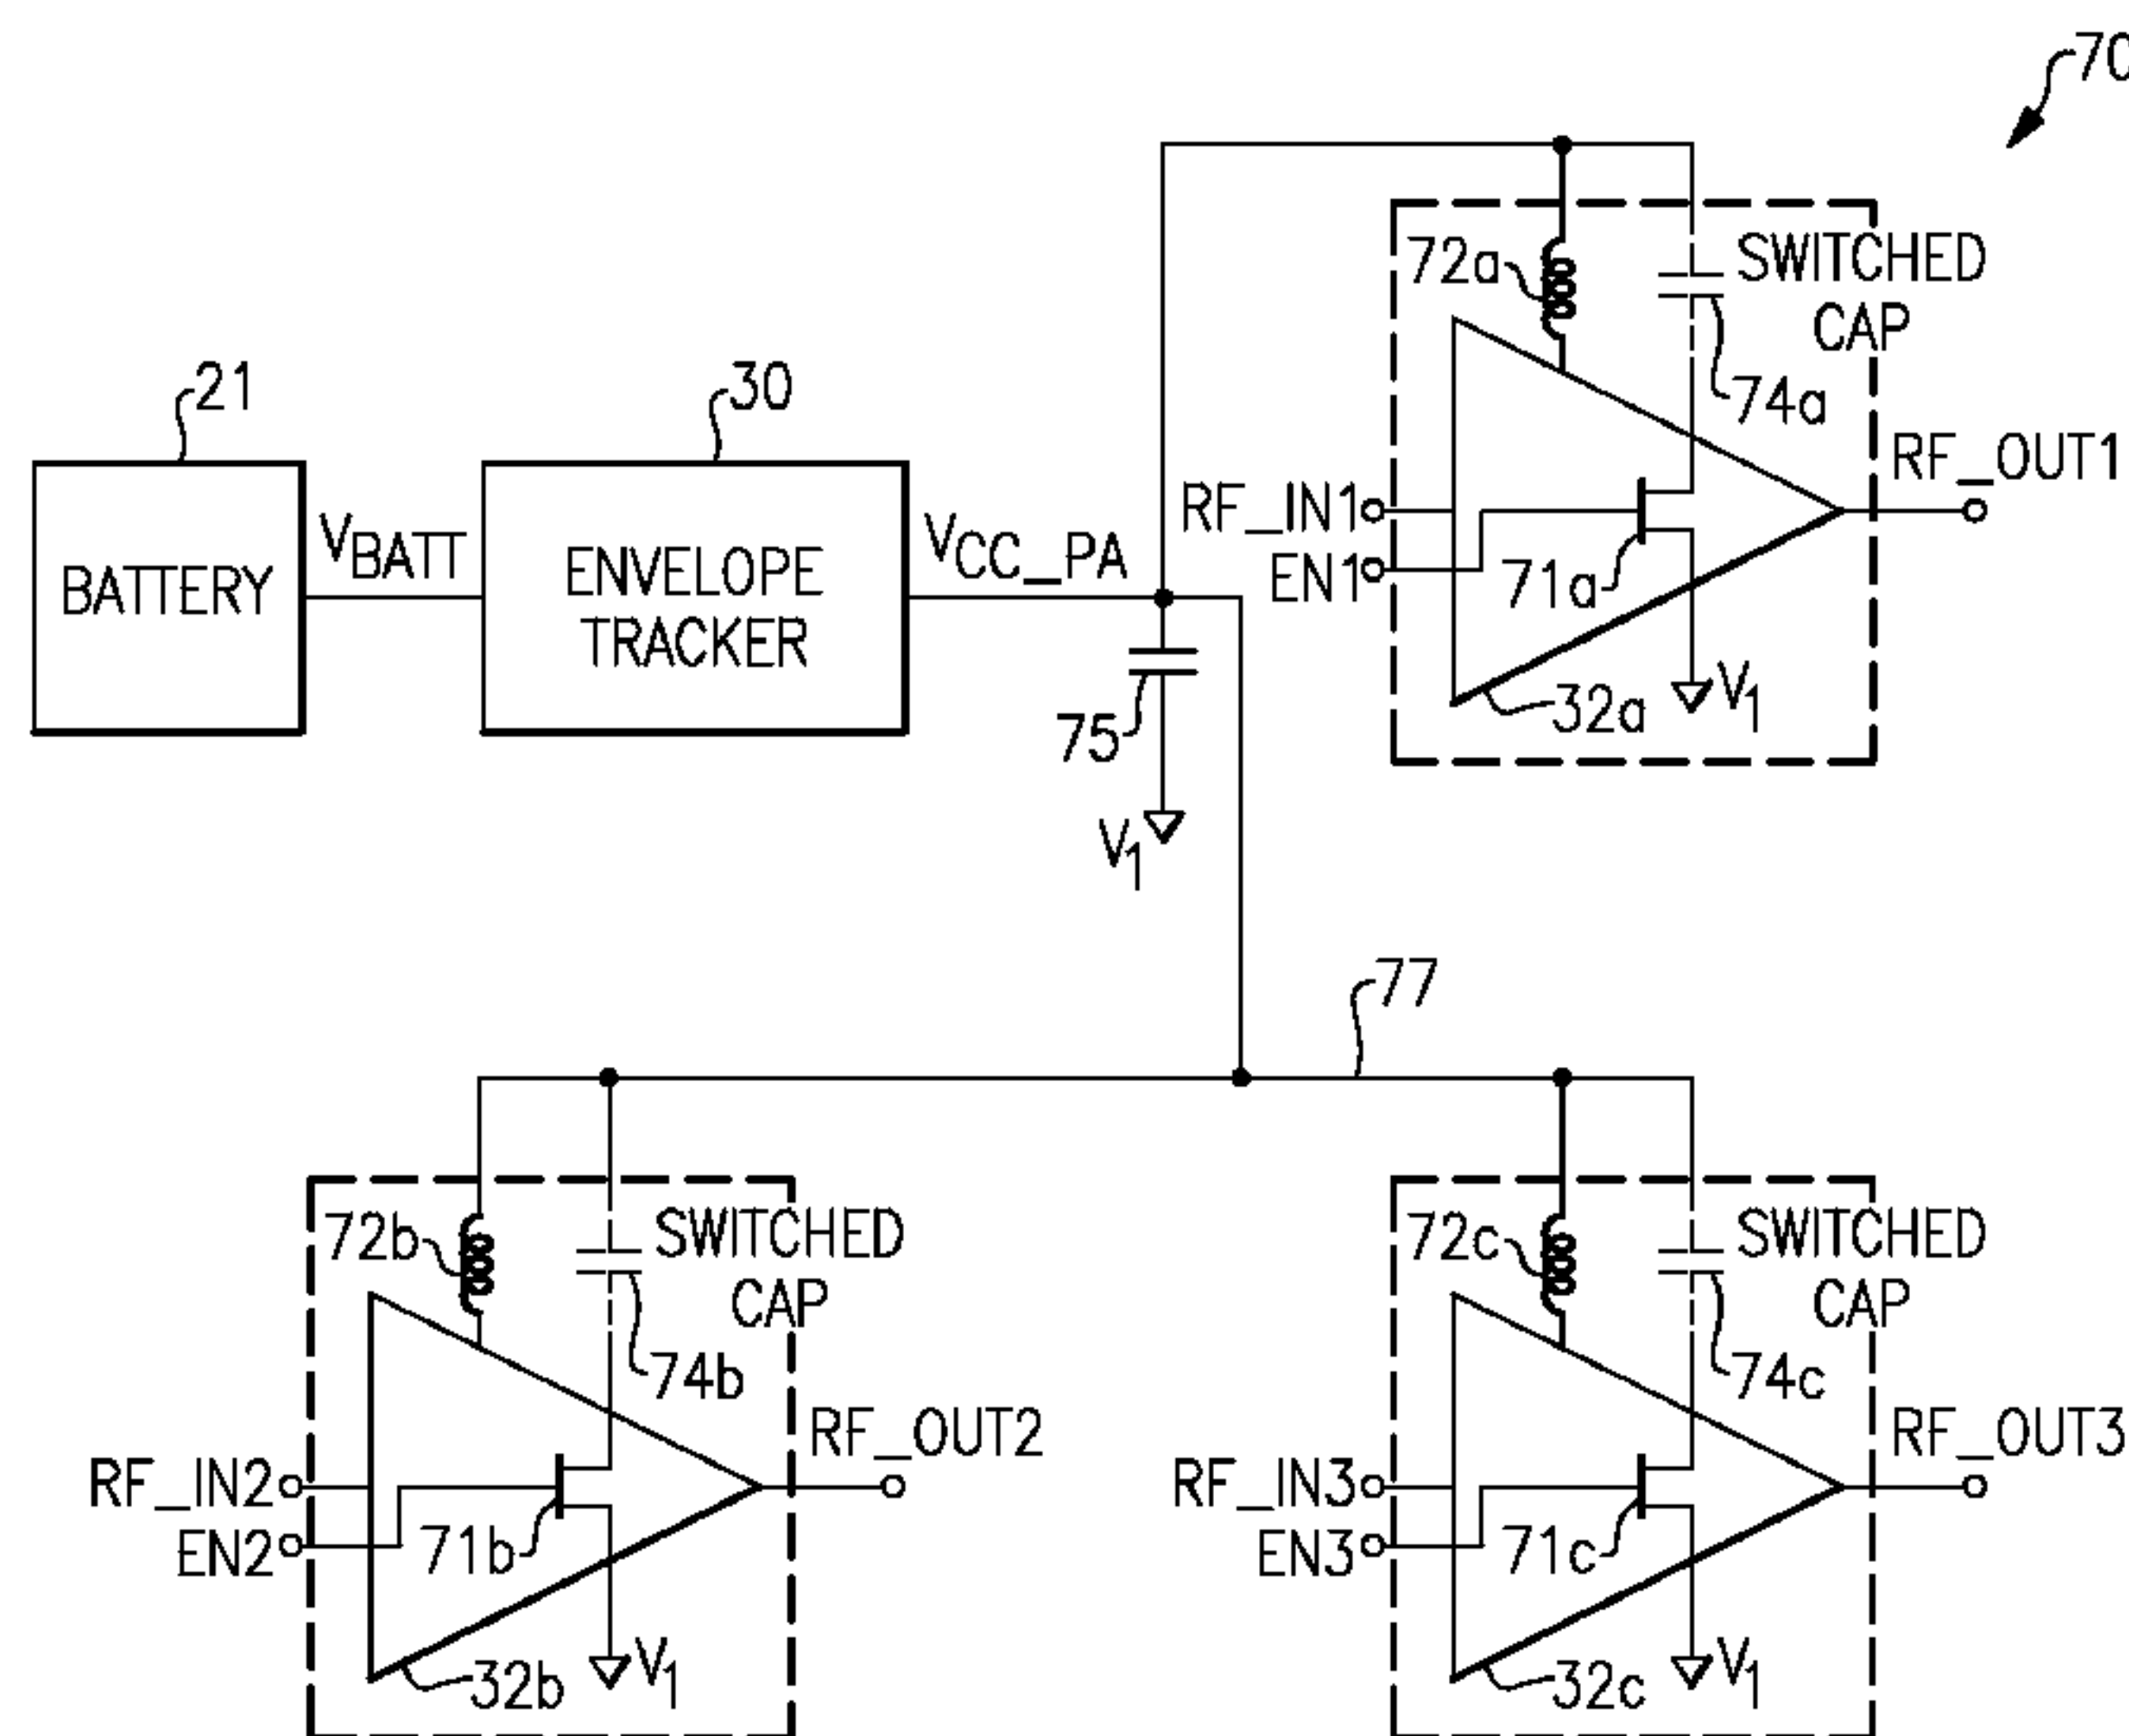 70
72a
SWITCHED
CAP
74a
21
30
BATTERY
VBATT
ENVELOPE
TRACKER
VCC_PA
RF_IN1
EN1
71a
RF_OUT1
V1
32a
75
V1
77
72b
SWITCHED
CAP
74b
RF_IN2
EN2
71b
RF_OUT2
V1
32b
72c
SWITCHED
CAP
74c
RF_IN3
EN3
71c
RF_OUT3
V1
32c